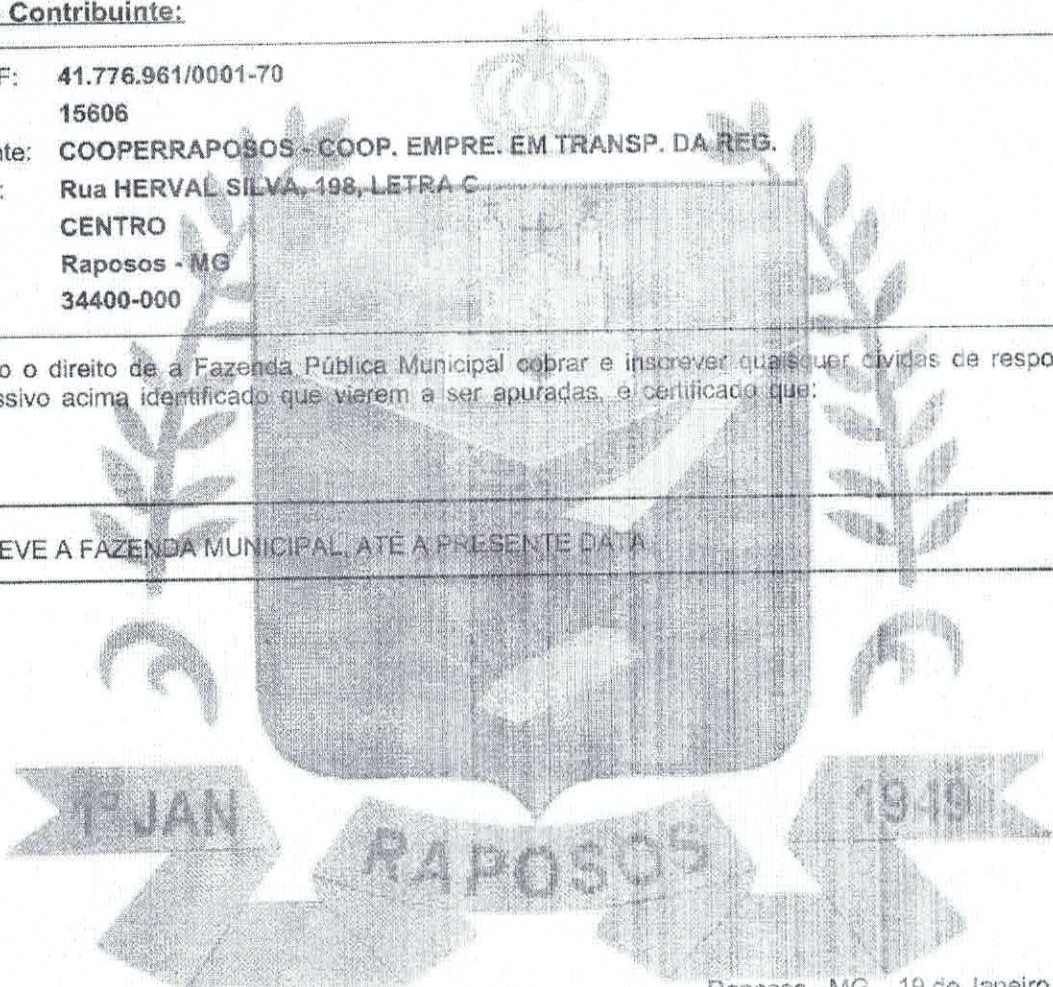 Contribuinte:
F: 41.776.961/0001-70
15606
nte: COOPERRAPOSOS - COOP. EMPRE. EM TRANSP. DA REG.
: Rua HERVAL SILVA, 198, LETRA C
CENTRO
Raposos - MG
34400-000
o o direito de a Fazenda Pública Municipal cobrar e inscrever quaisquer dívidas de respo
ssivo acima identificado que vierem a ser apuradas, e certificado que:
EVE A FAZENDA MUNICIPAL, ATÉ A PRESENTE DATA
1º JAN
RAPOSOS
1949
Raposos - MG, 19 de Janeiro